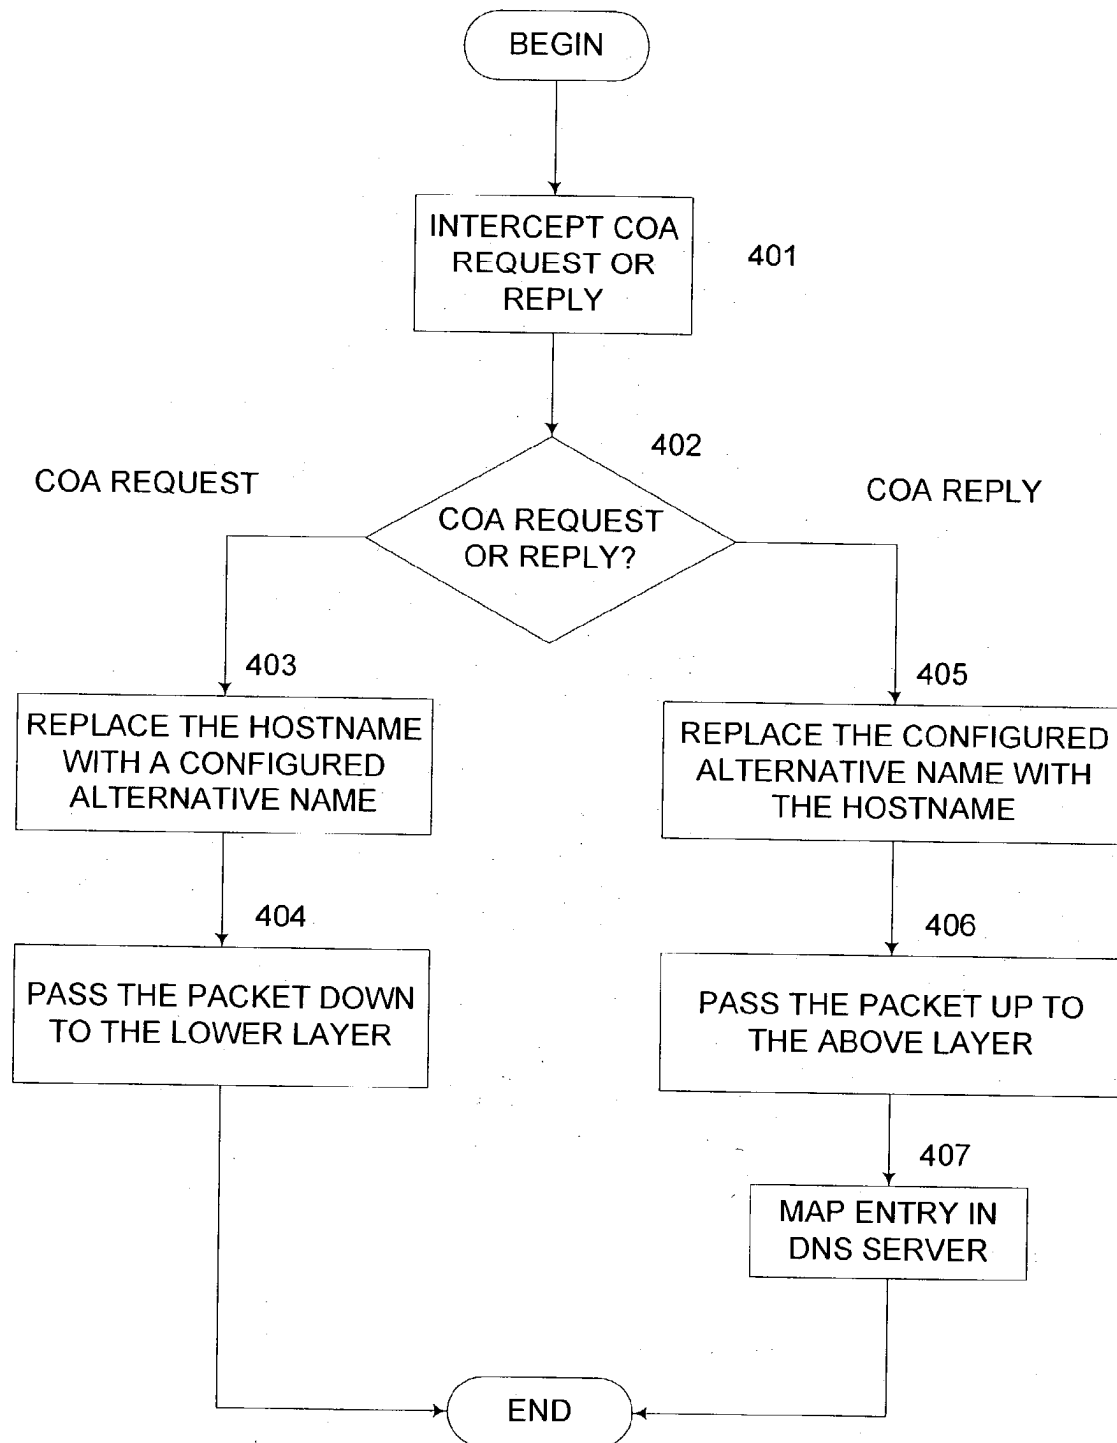 BEGIN
INTERCEPT COA
REQUEST OR
REPLY
401
402
COA REQUEST
COA REPLY
COA REQUEST
OR REPLY?
403
405
REPLACE THE HOSTNAME
WITH A CONFIGURED
ALTERNATIVE NAME
REPLACE THE CONFIGURED
ALTERNATIVE NAME WITH
THE HOSTNAME
404
406
PASS THE PACKET DOWN
TO THE LOWER LAYER
PASS THE PACKET UP TO
THE ABOVE LAYER
407
MAP ENTRY IN
DNS SERVER
END